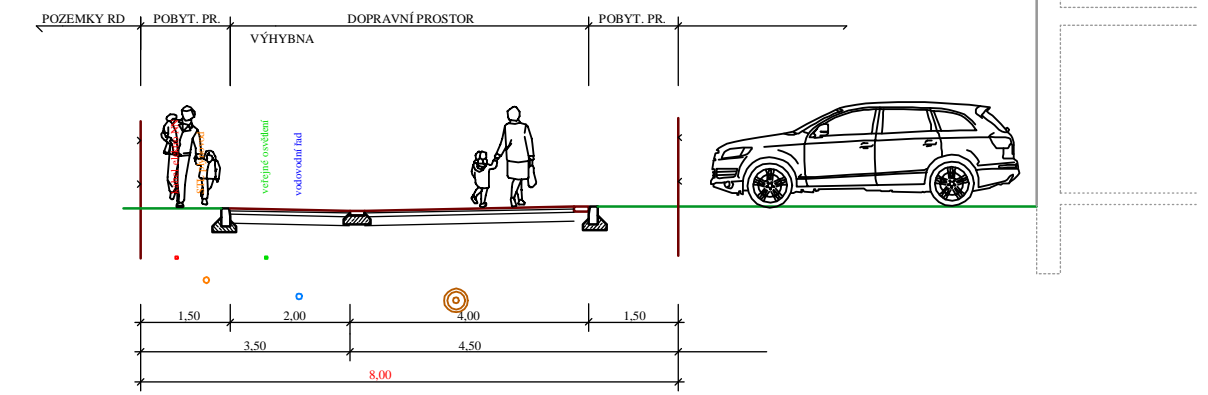 POZEMKY RD
POBYT. PR.
DOPRAVNÍ PROSTOR
POBYT. PR.
VÝHYBNA
veřejné osvětlení
vodovodní řad
1,50
2,00
4,00
1,50
3,50
4,50
8,00